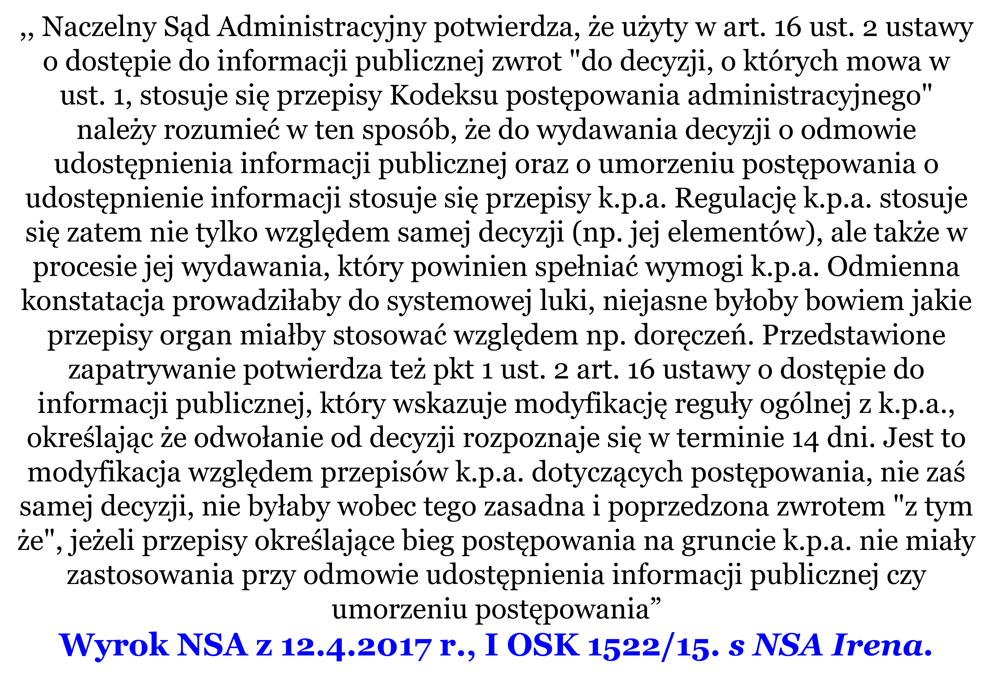 ,, Naczelny Sąd Administracyjny potwierdza, że użyty w art. 16 ust. 2 ustawy
o dostępie do informacji publicznej zwrot "do decyzji, o których mowa w
ust. 1, stosuje się przepisy Kodeksu postępowania administracyjnego"
należy rozumieć w ten sposób, że do wydawania decyzji o odmowie
udostępnienia informacji publicznej oraz o umorzeniu postępowania o
udostępnienie informacji stosuje się przepisy k.p.a. Regulację k.p.a. stosuje
się zatem nie tylko względem samej decyzji (np. jej elementów), ale także w
procesie jej wydawania, który powinien spełniać wymogi k.p.a. Odmienna
konstatacja prowadziłaby do systemowej luki, niejasne byłoby bowiem jakie
przepisy organ miałby stosować względem np. doręczeń. Przedstawione
zapatrywanie potwierdza też pkt 1 ust. 2 art. 16 ustawy o dostępie do
informacji publicznej, który wskazuje modyfikację reguły ogólnej z k.p.a.,
określając że odwołanie od decyzji rozpoznaje się w terminie 14 dni. Jest to
modyfikacja względem przepisów k.p.a. dotyczących postępowania, nie zaś
samej decyzji, nie byłaby wobec tego zasadna i poprzedzona zwrotem "z tym
że", jeżeli przepisy określające bieg postępowania na gruncie k.p.a. nie miały
zastosowania przy odmowie udostępnienia informacji publicznej czy
umorzeniu postępowania”
Wyrok NSA z 12.4.2017 r., I OSK 1522/15. s NSA Irena.